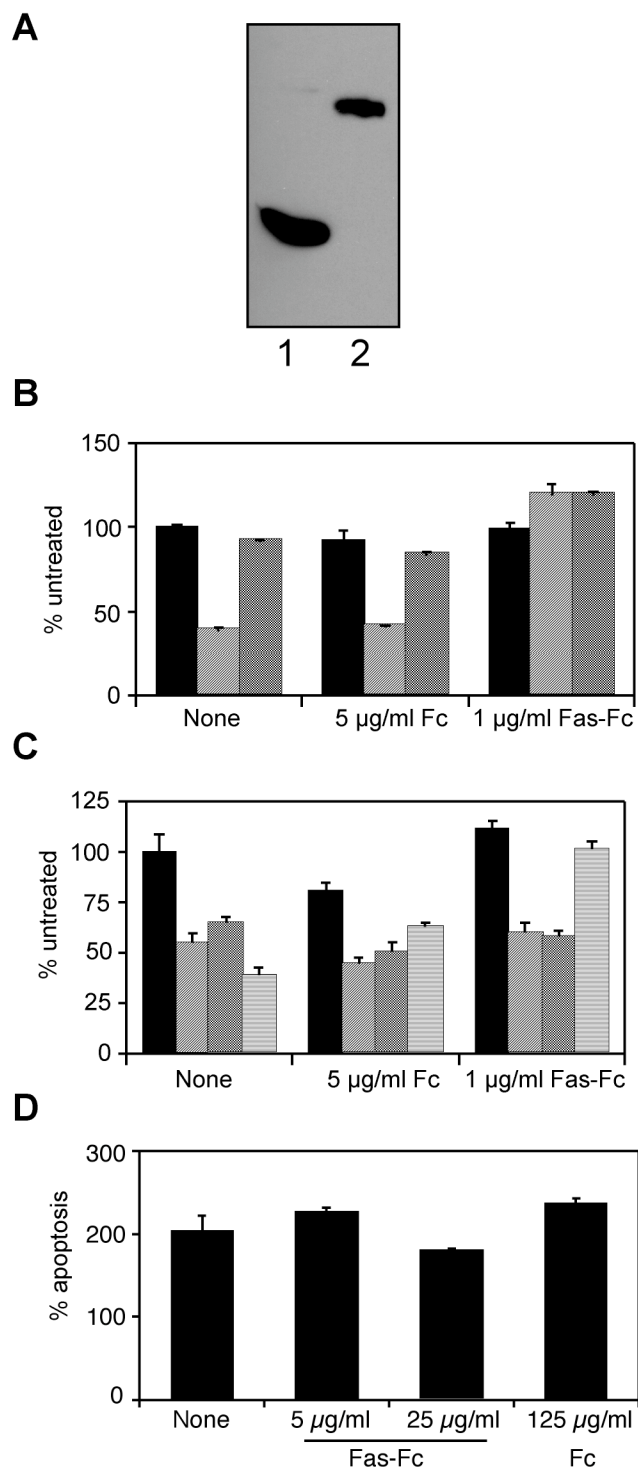 A
1 2
B
150
100
50
0
% untreated
None 5 µg/ml Fc 1 µg/ml Fas-Fc
C
125
100
75
50
25
0
% untreated
None 5 µg/ml Fc 1 µg/ml Fas-Fc
D
300
200
100
0
% apoptosis
None 5 µg/ml 25 µg/ml 125 µg/ml
Fas-Fc Fc